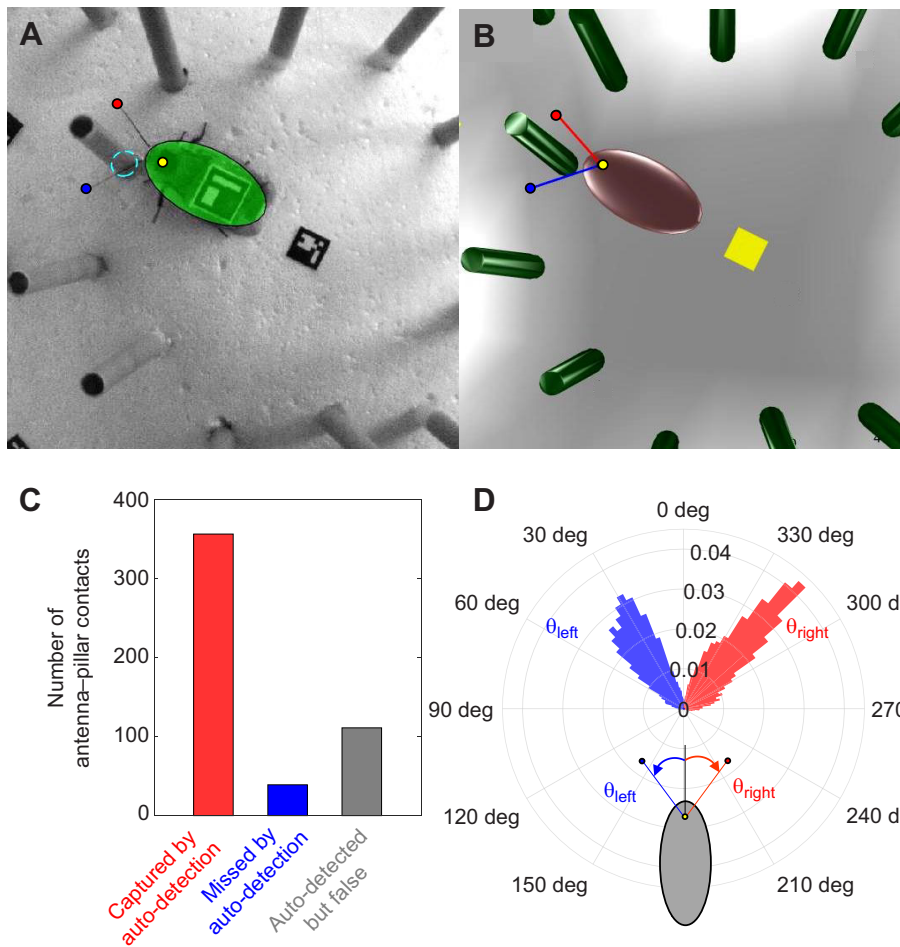 A
B
4
C
400
300
200
100
0
Number of
antenna–pillar contacts
Captured by
auto-detection
Missed by
auto-detection
Auto-detected
but false
D
0 deg
30 deg
330 deg
60 deg
300 d
90 deg
270
120 deg
240 d
150 deg
210 deg
0.04
0.03
0.02
0.01
0
θleft
θright
θleft
θright